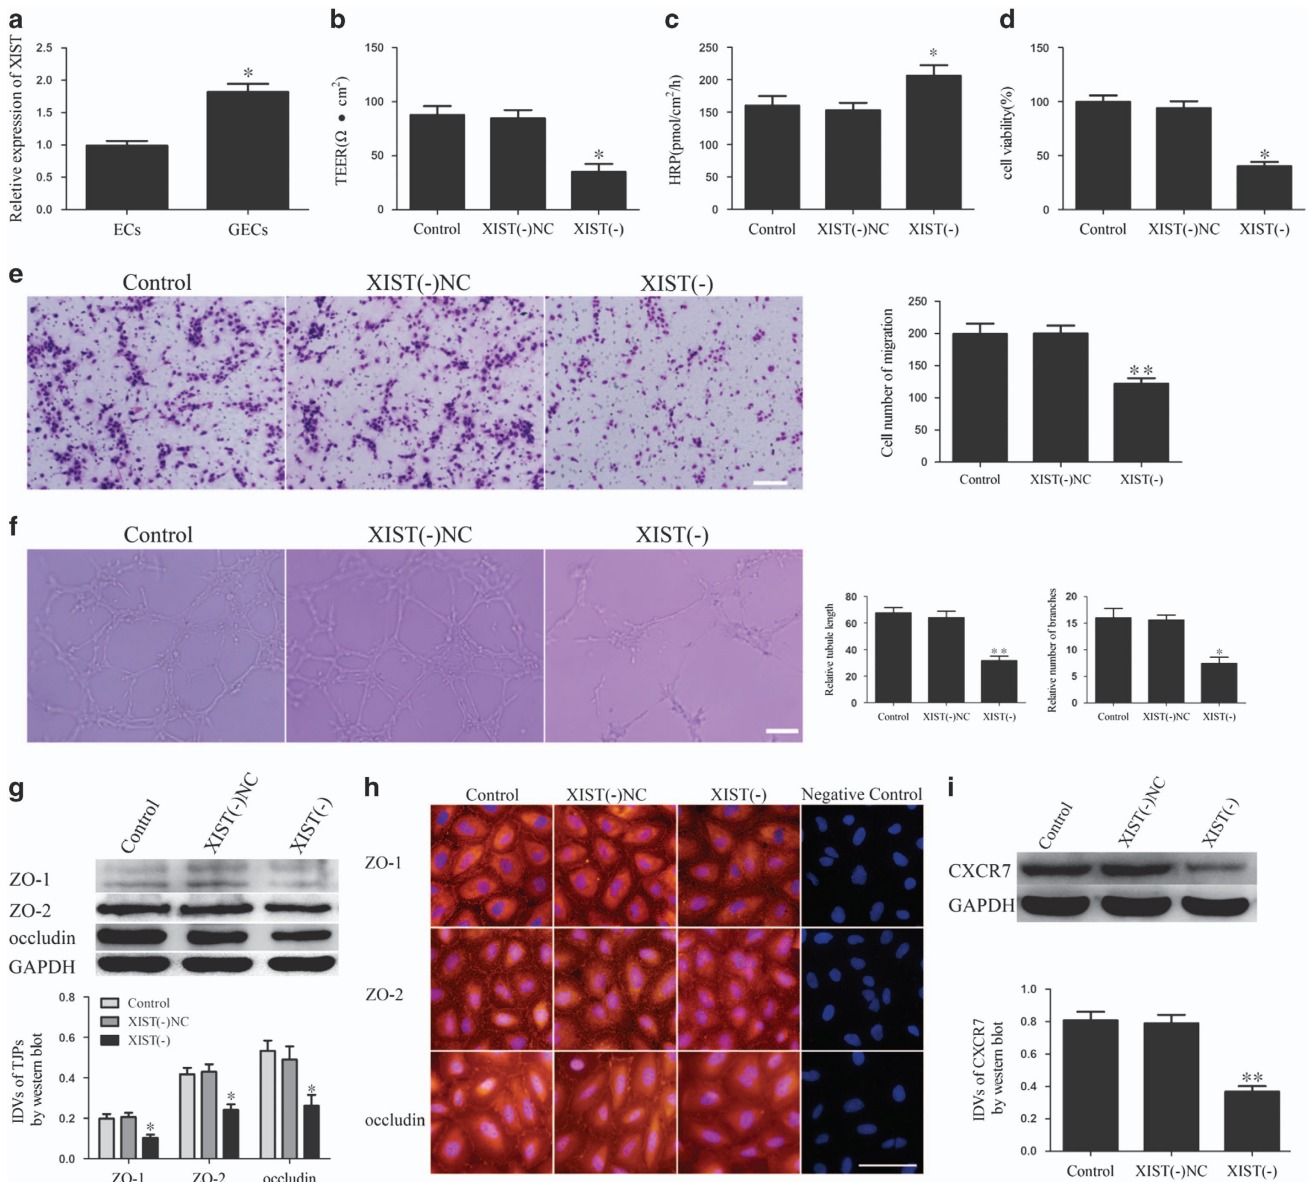 a
Reletive expression of XIST
2.5
2.0
1.5
1.0
0.5
0.0
*
ECs
GECs
b
TEER(Ω ● cm²)
150
100
50
0
*
Control
XIST(-)NC
XIST(-)
c
HRP(pmol/cm²/h)
250
200
150
100
50
0
*
Control
XIST(-)NC
XIST(-)
d
cell viability(%)
150
100
50
0
*
Control
XIST(-)NC
XIST(-)
e
Control
XIST(-)NC
XIST(-)
Cell number of migration
250
200
150
100
50
0
**
Control
XIST(-)NC
XIST(-)
f
Control
XIST(-)NC
XIST(-)
Relative tubule length
80
60
40
20
0
**
Control
XIST(-)NC
XIST(-)
Relative number of branches
20
15
10
5
0
*
Control
XIST(-)NC
XIST(-)
g
Control
XIST(-)NC
XIST(-)
ZO-1
ZO-2
occludin
GAPDH
IDVs of TJPs
by western blot
0.8
0.6
0.4
0.2
0.0
Control
XIST(-)NC
XIST(-)
*
*
*
ZO-1
ZO-2
occludin
h
Control
XIST(-)NC
XIST(-)
Negative Control
ZO-1
ZO-2
occludin
i
Control
XIST(-)NC
XIST(-)
CXCR7
GAPDH
IDVs of CXCR7
by western blot
1.0
0.8
0.6
0.4
0.2
0.0
**
Control
XIST(-)NC
XIST(-)